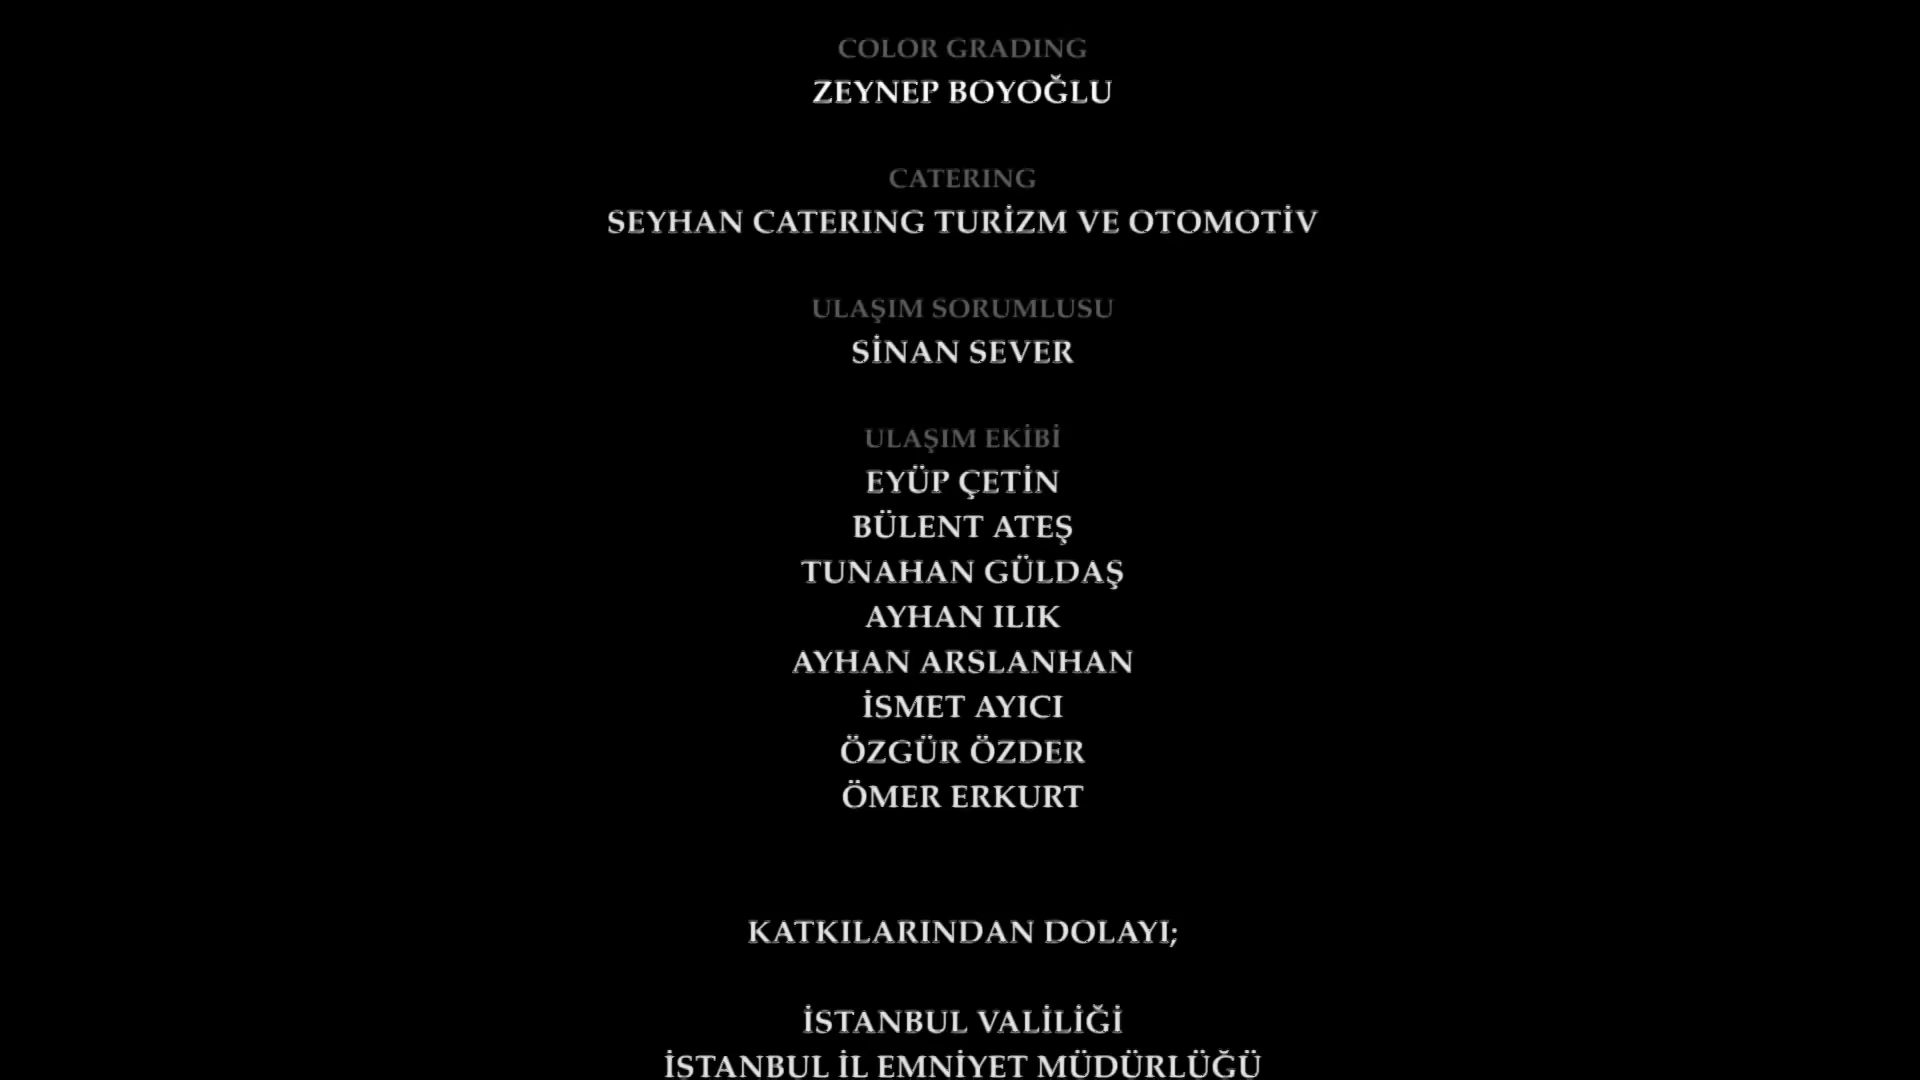 COLOR GRADING
ZEYNEP BOYOĞLU
CATERING
SEYHAN CATERING TURİZM VE OTOMOTİV
ULAŞIM SORUMLUSU
SİNAN SEVER
ULAŞIM EKİBİ
EYÜP ÇETİN
BÜLENT ATEŞ
TUNAHAN GÜLDAŞ
AYHAN ILIK
AYHAN ARSLANHAN
İSMET AYICI
ÖZGÜR ÖZDER
ÖMER ERKURT
KATKILARINDAN DOLAYI;
İSTANBUL VALİLİĞİ
İSTANBUL İL EMNİYET MÜDÜRLÜĞÜ